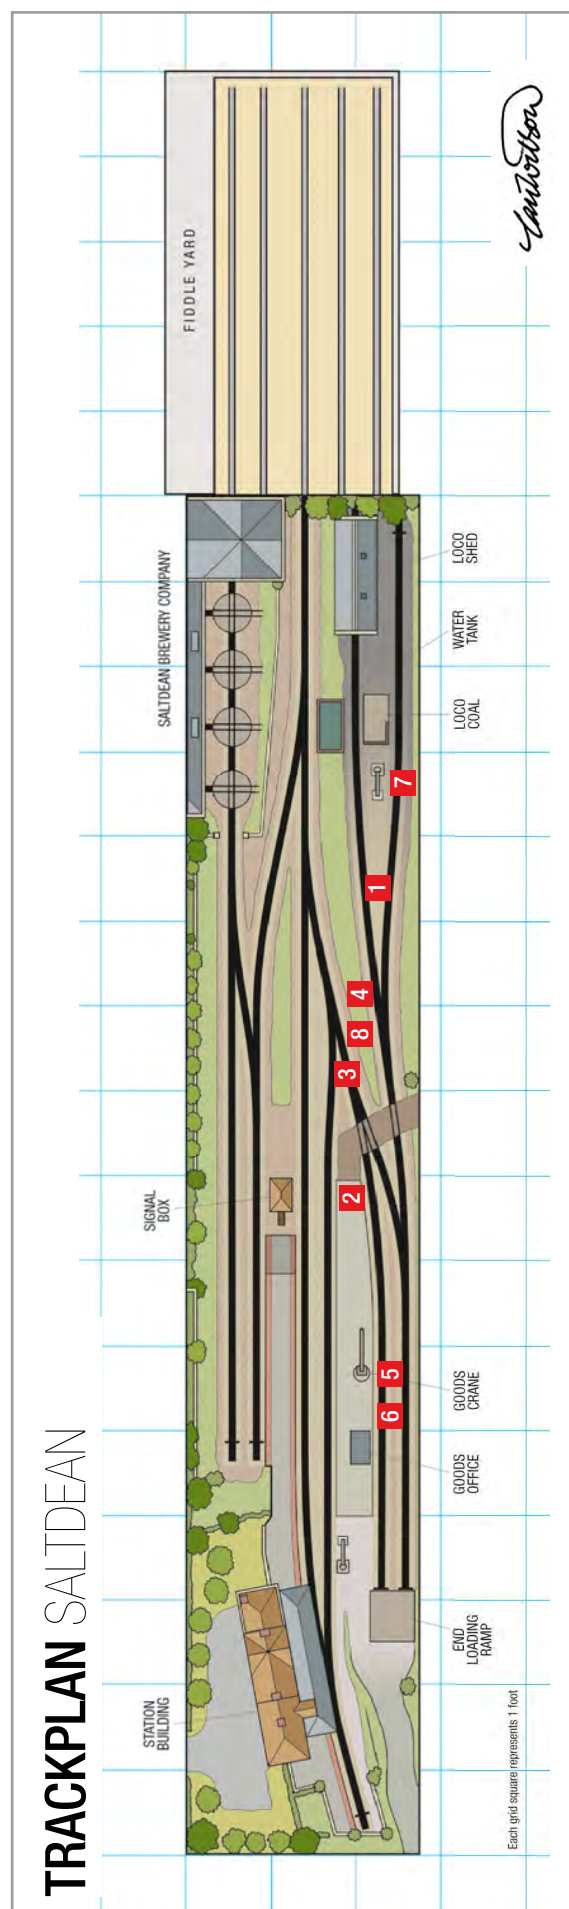 TRACKPLAN SALTDEAN
STATION
BUILDING
SIGNAL
BOX
SALTDEAN BREWERY COMPANY
FIDDLE YARD
6
5
2
3
8
4
1
7
END
LOADING
RAMP
GOODS
OFFICE
GOODS
CRANE
LOCO
COAL
WATER
TANK
LOCO
SHED
Each grid square represents 1 foot